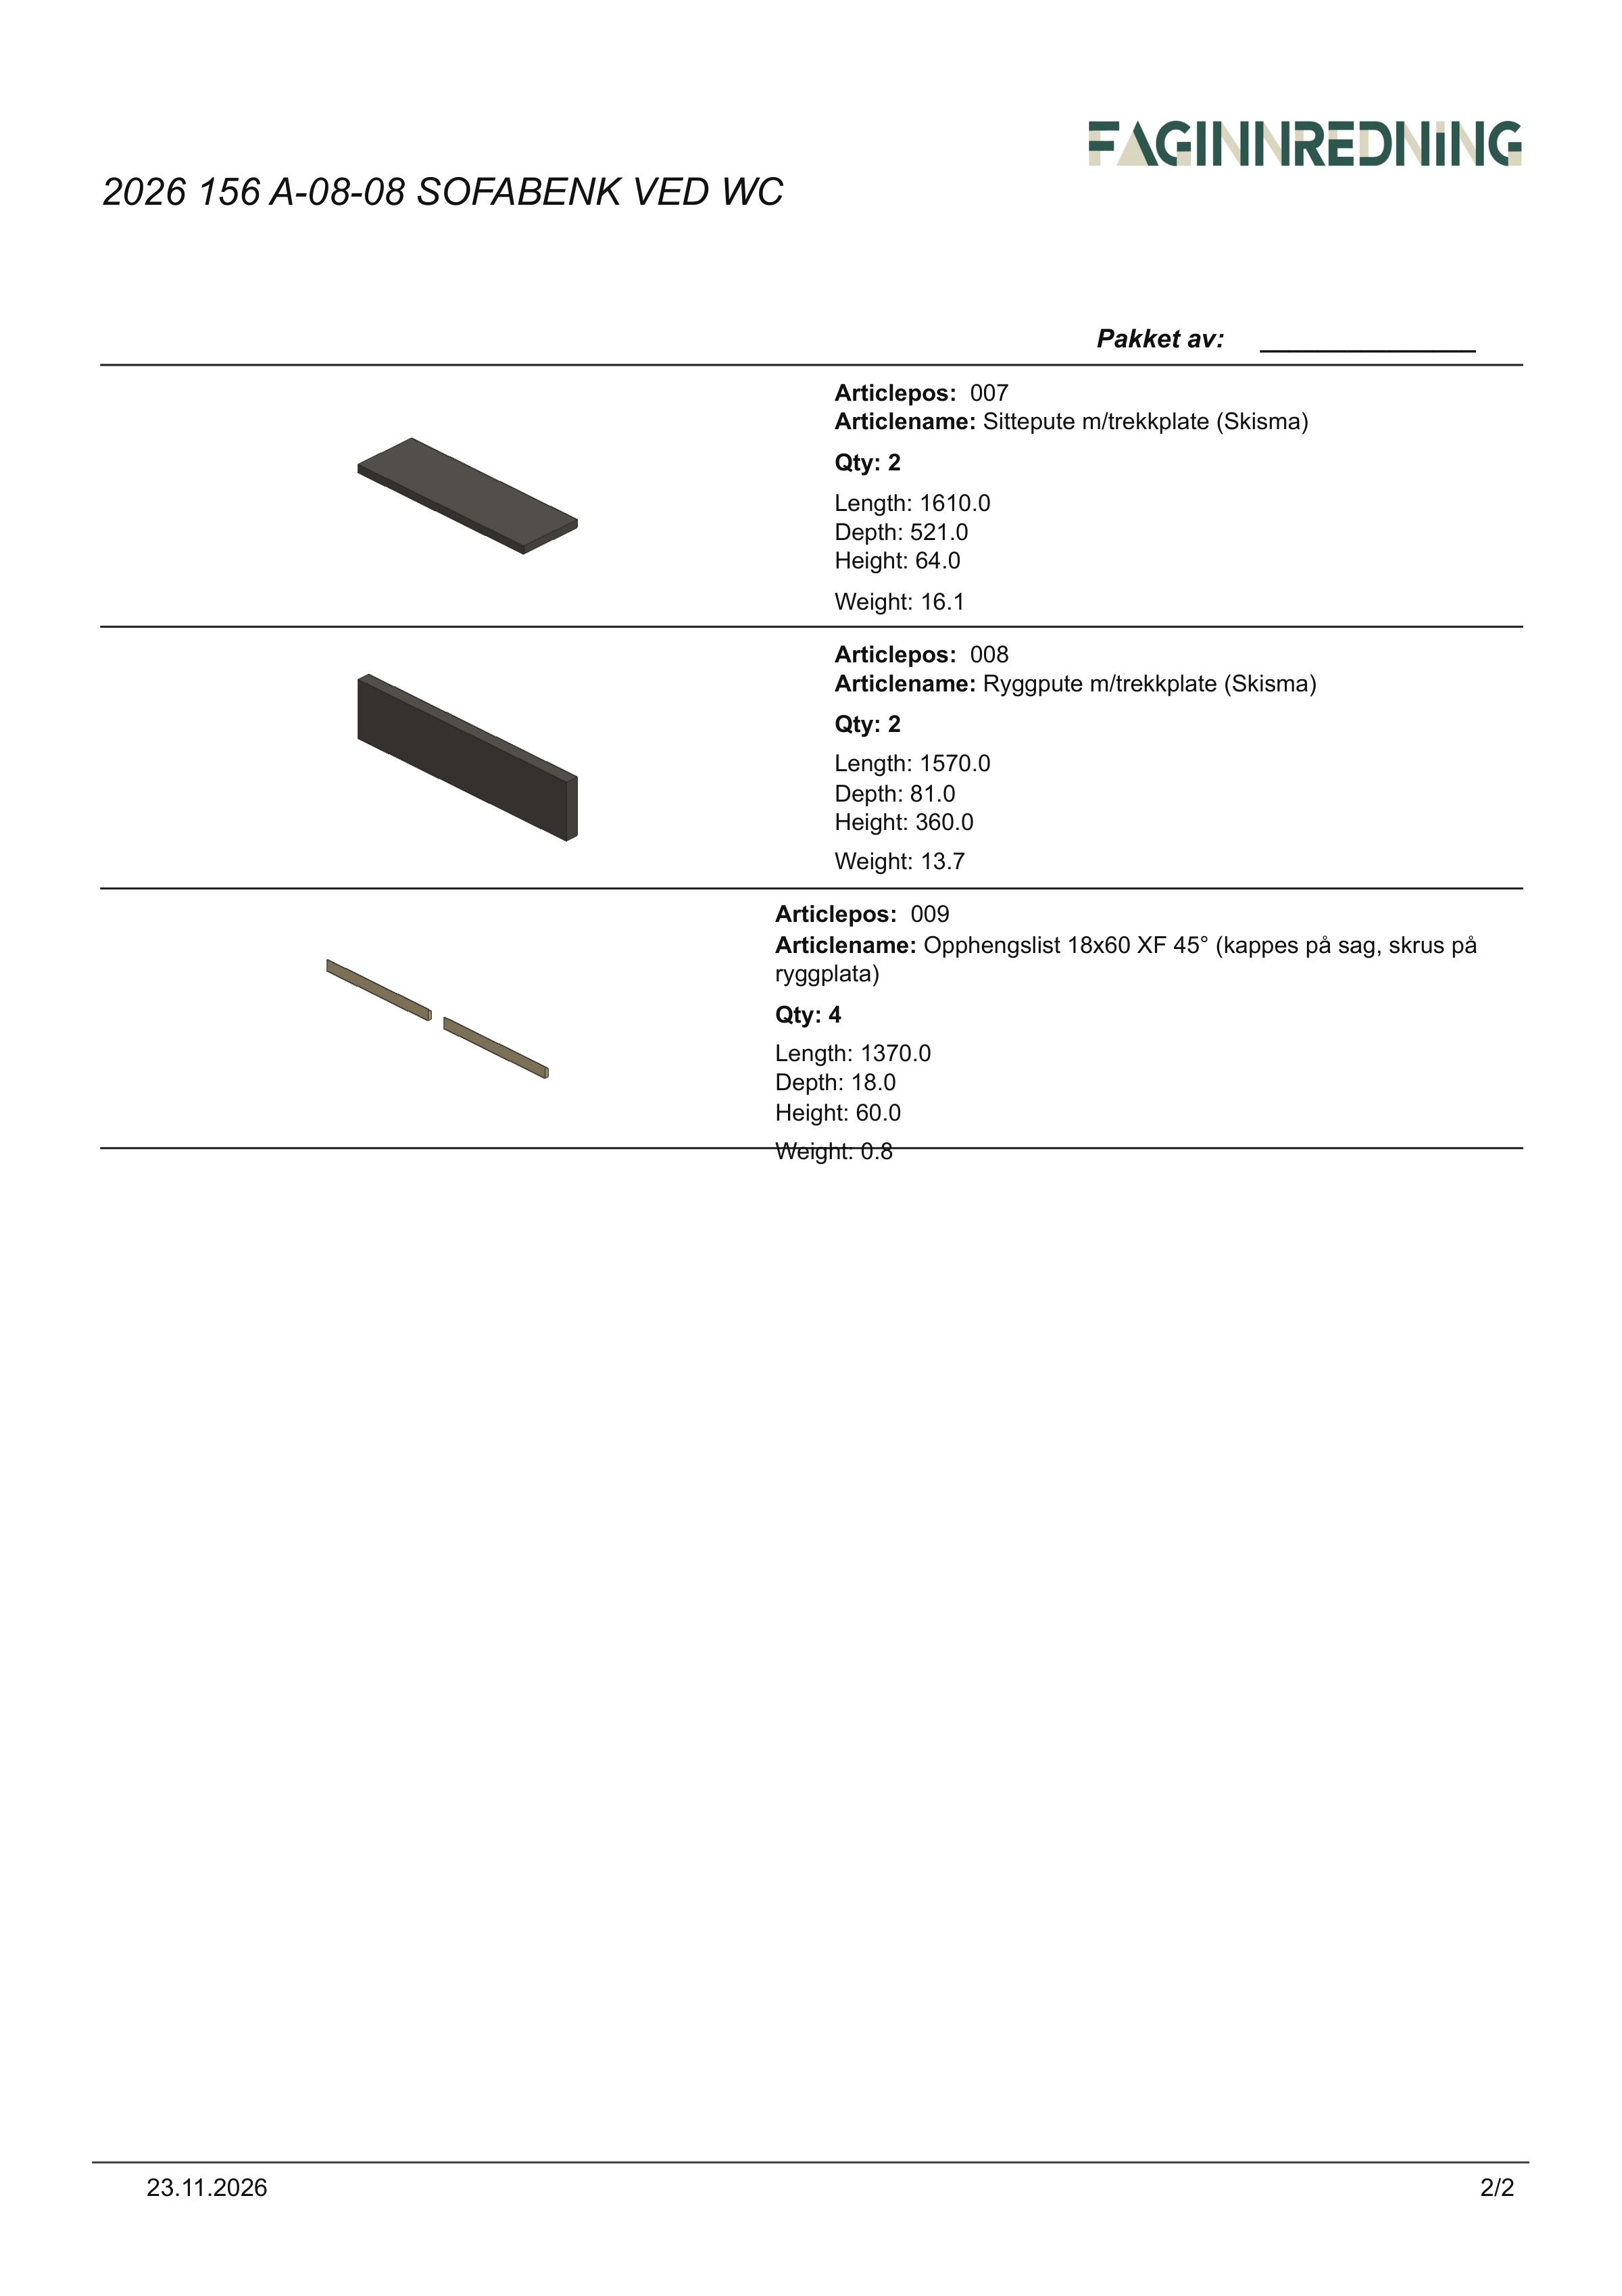 FAGINNREDNING
2026 156 A-08-08 SOFABENK VED WC
Pakket av:
Articlepos: 007
Articlename: Sittepute m/trekkplate (Skisma)
Qty: 2
Length: 1610.0
Depth: 521.0
Height: 64.0
Weight: 16.1
Articlepos: 008
Articlename: Ryggpute m/trekkplate (Skisma)
Qty: 2
Length: 1570.0
Depth: 81.0
Height: 360.0
Weight: 13.7
Articlepos: 009
Articlename: Opphengslist 18x60 XF 45° (kappes på sag, skrus på
ryggplata)
Qty: 4
Length: 1370.0
Depth: 18.0
Height: 60.0
Weight: 0.8
23.11.2026
2/2